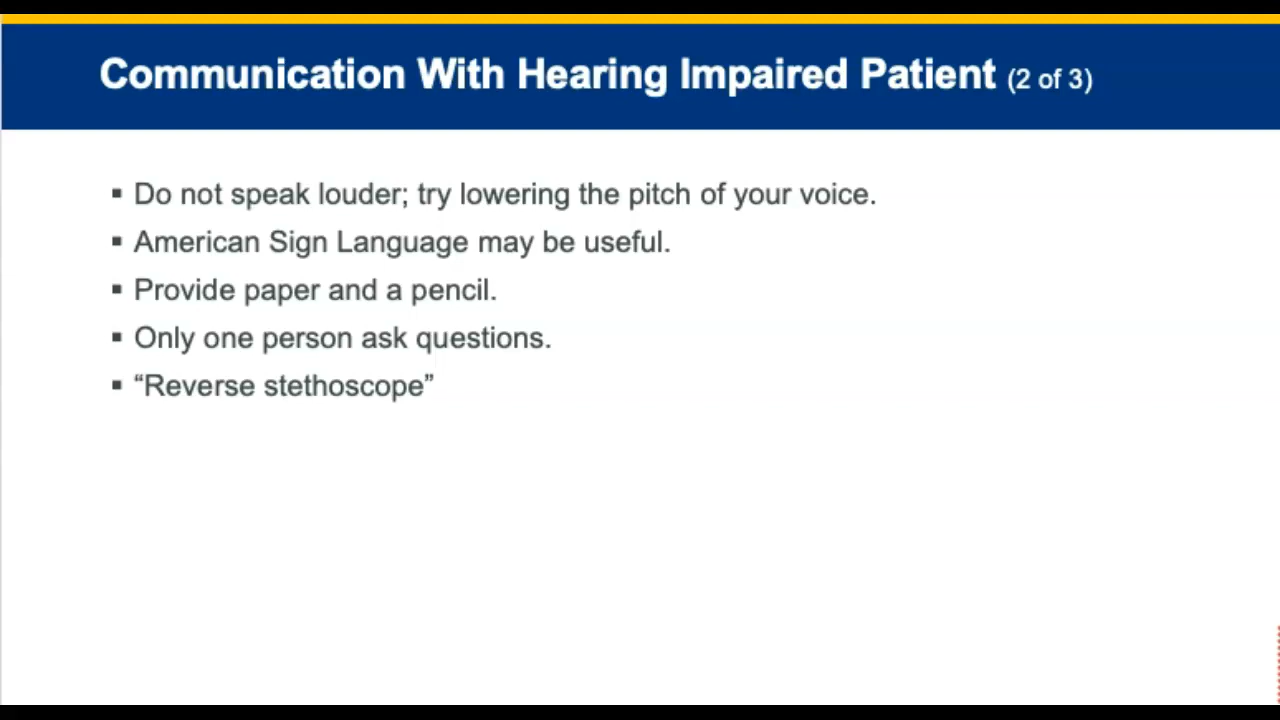 Communication With Hearing Impaired Patient (2 of 3)
▪ Do not speak louder; try lowering the pitch of your voice.
▪ American Sign Language may be useful.
▪ Provide paper and a pencil.
▪ Only one person ask questions.
▪ “Reverse stethoscope”